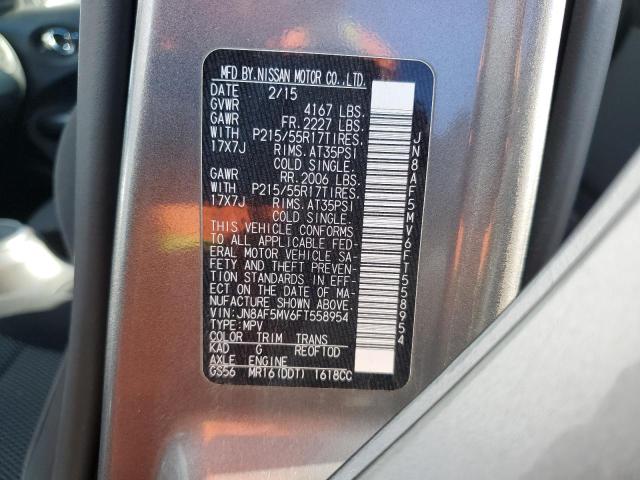 MFD BY.NISSAN MOTOR CO.,LTD.
DATE 2/15
GVWR 4167 LBS.
GAWR FR. 2227 LBS.
WITH P215/55R17TIRES.
17X7J RIMS.AT35PSI
COLD SINGLE.
GAWR RR. 2006 LBS.
WITH P215/55R17TIRES.
17X7J RIMS.AT35PSI
COLD SINGLE.
THIS VEHICLE CONFORMS
TO ALL APPLICABLE FED-
ERAL MOTOR VEHICLE SA-
FETY AND THEFT PREVEN-
TION STANDARDS IN EFF-
ECT ON THE DATE OF MA-
NUFACTURE SHOWN ABOVE.
VIN:JN8AF5MV6FT558954
TYPE:MPV
COLOR TRIM TRANS
KAD G RE0F10D
AXLE ENGINE
GS56 MR16(DDT) 1618CC
JN8AF5MV6FT558954